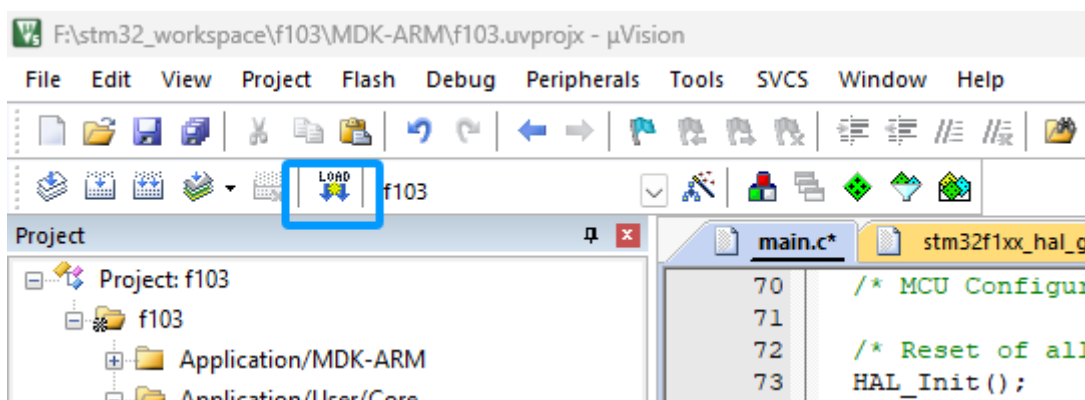 F:\stm32_workspace\f103\MDK-ARM\f103.uvprojx - µVision
File Edit View Project Flash Debug Peripherals Tools SVCS Window Help
LOAD
f103
Project
main.c* stm32f1xx_hal_g
Project: f103
f103
Application/MDK-ARM
Application/User/Core
70 /* MCU Configur
71
72 /* Reset of all
73 HAL_Init();